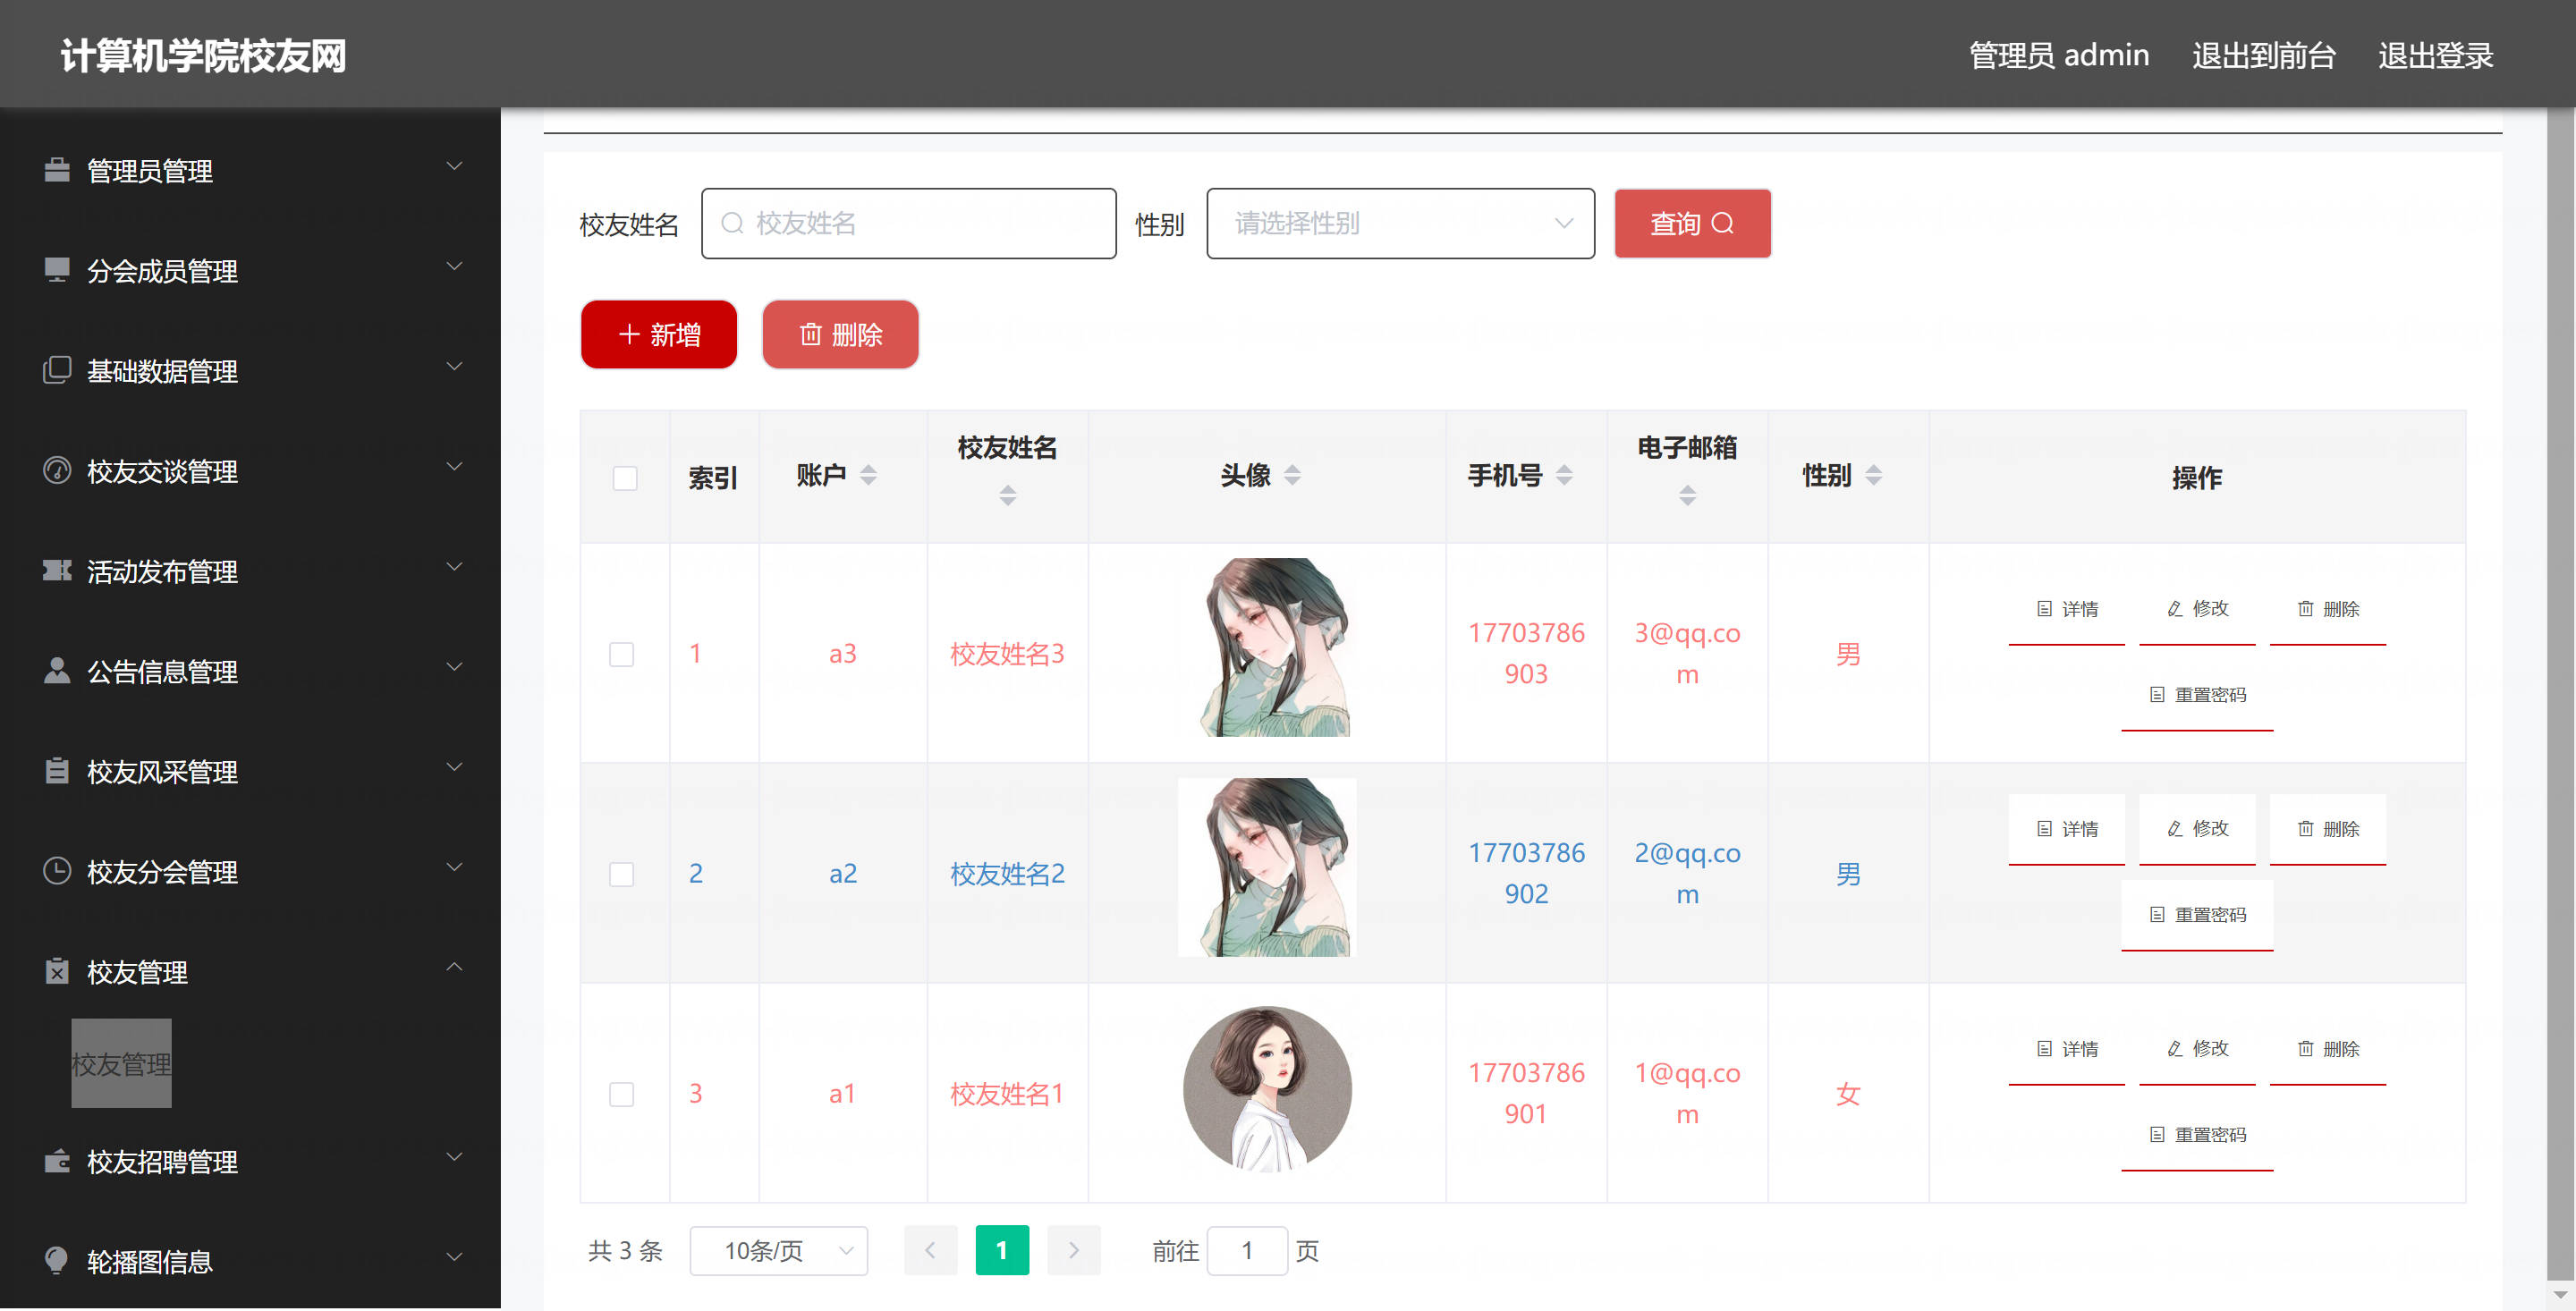 计算机学院校友网
管理员 admin 退出到前台 退出登录
管理员管理
分会成员管理
基础数据管理
校友交谈管理
活动发布管理
公告信息管理
校友风采管理
校友分会管理
校友管理
校友管理
校友招聘管理
轮播图信息
校友姓名 校友姓名 性别 请选择性别 查询
新增 删除
索引 账户 校友姓名 头像 手机号 电子邮箱 性别 操作
1 a3 校友姓名3 17703786 3@qq.co 男 详情 修改 删除
903 m 重置密码
2 a2 校友姓名2 17703786 2@qq.co 男 详情 修改 删除
902 m 重置密码
3 a1 校友姓名1 17703786 1@qq.co 女 详情 修改 删除
901 m 重置密码
共 3 条 10条/页 1 前往 1 页